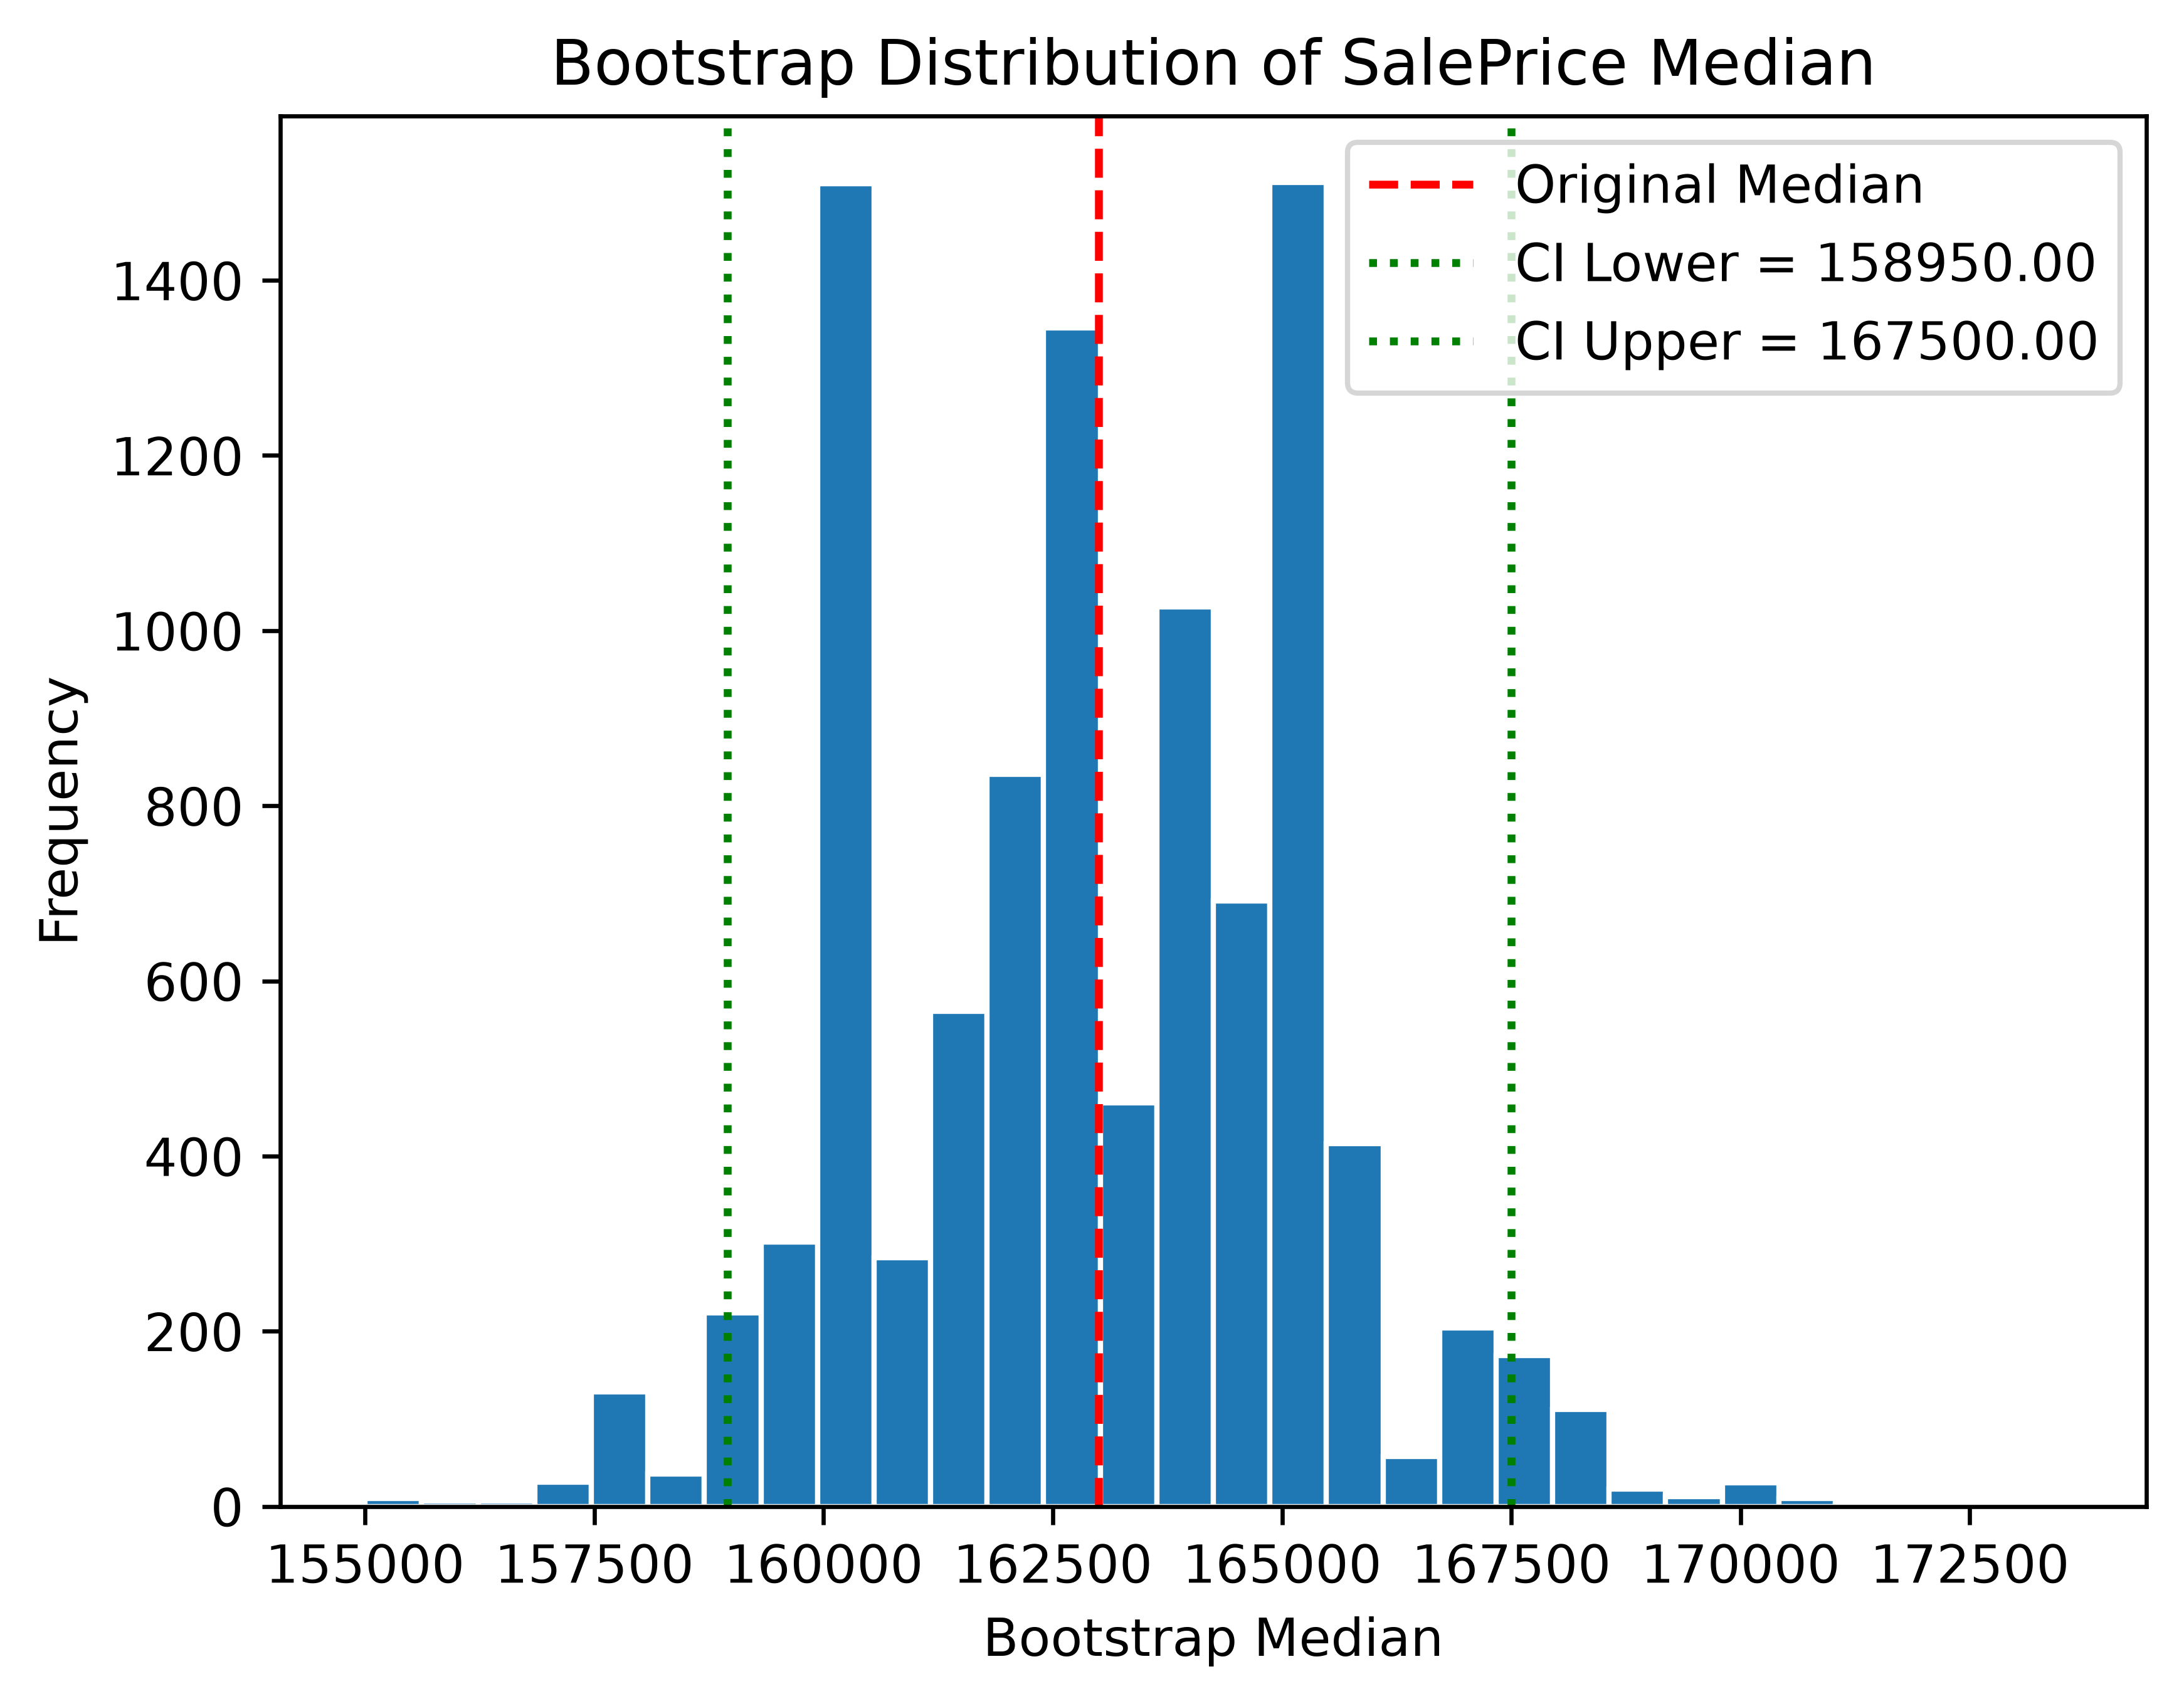 Bootstrap Distribution of SalePrice Median
Original Median
CI Lower = 158950.00
CI Upper = 167500.00
Frequency
1400
1200
1000
800
600
400
200
0
155000 157500 160000 162500 165000 167500 170000 172500
Bootstrap Median